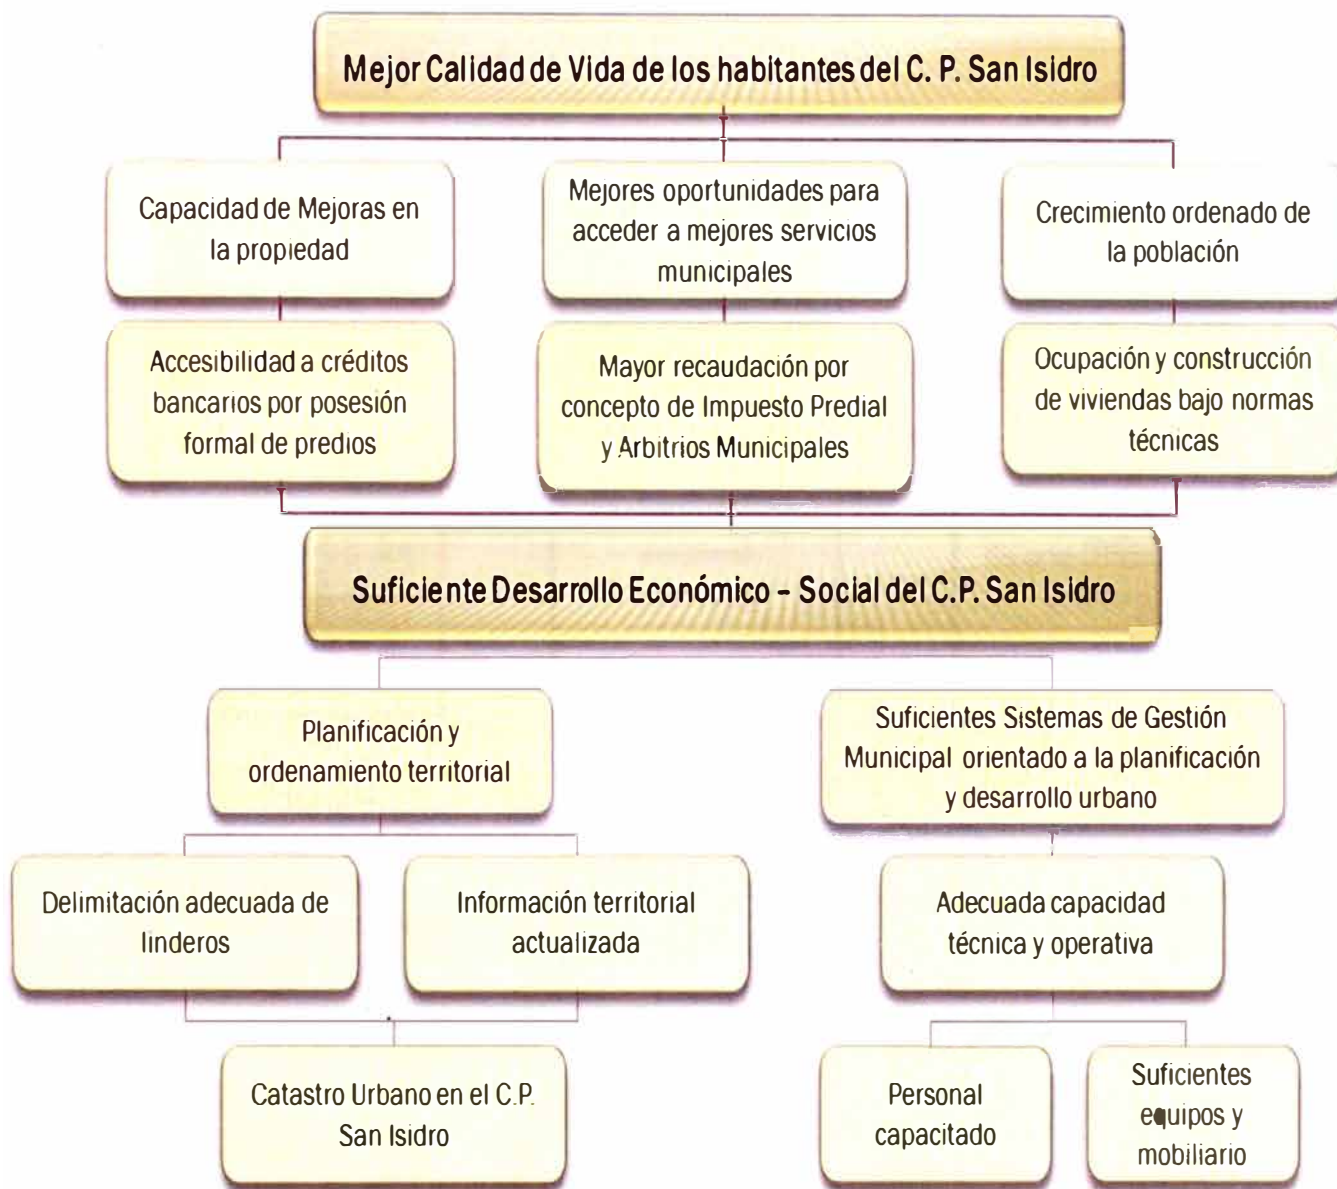 Mejor Calidad de Vida de los habitantes del C. P. San Isidro
Capacidad de Mejoras en
la propiedad
Mejores oportunidades para
acceder a mejores servicios
municipales
Crecimiento ordenado de
la población
Accesibilidad a créditos
bancarios por posesión
formal de predios
Mayor recaudación por
concepto de Impuesto Predial
y Arbitrios Municipales
Ocupación y construcción
de viviendas bajo normas
técnicas
Suficiente Desarrollo Económico – Social del C.P. San Isidro
Planificación y
ordenamiento territorial
Suficientes Sistemas de Gestión
Municipal orientado a la planificación
y desarrollo urbano
Delimitación adecuada de
linderos
Información territorial
actualizada
Adecuada capacidad
técnica y operativa
Catastro Urbano en el C.P.
San Isidro
Personal
capacitado
Suficientes
equipos y
mobiliario